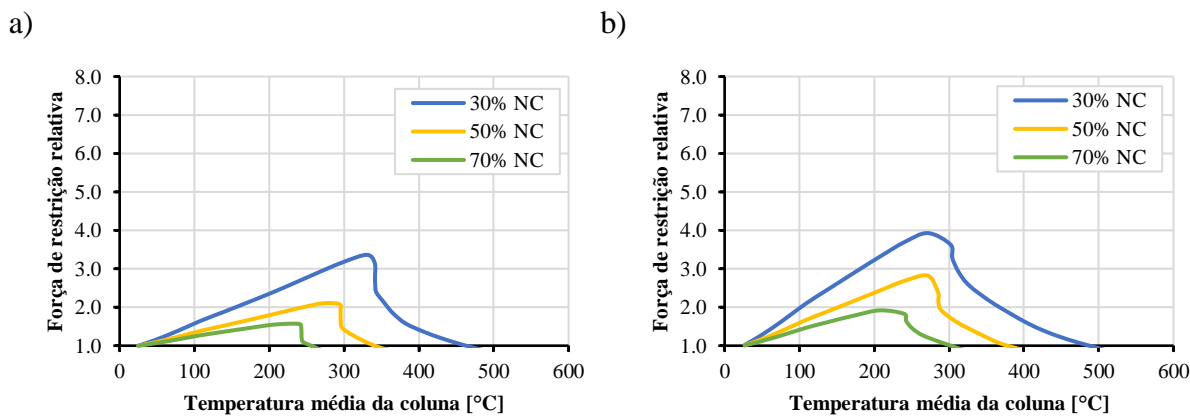 a)
8.0
7.0
6.0
5.0
4.0
3.0
2.0
1.0
Força de restrição relativa
30% NC
50% NC
70% NC
0 100 200 300 400 500 600
Temperatura média da coluna [°C]
b)
8.0
7.0
6.0
5.0
4.0
3.0
2.0
1.0
Força de restrição relativa
30% NC
50% NC
70% NC
0 100 200 300 400 500 600
Temperatura média da coluna [°C]